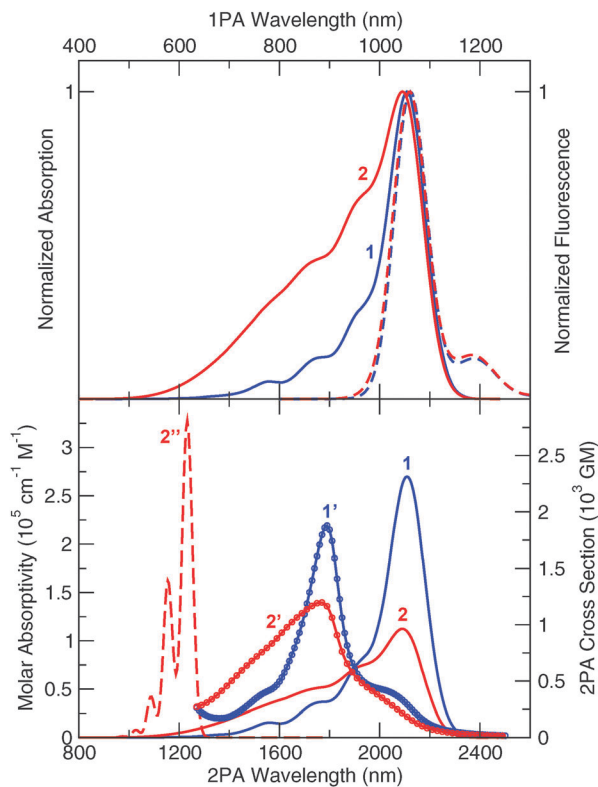 1PA Wavelength (nm)
400 600 800 1000 1200
1 1
Normalized Absorption
Normalized Fluorescence
2
1
Molar Absorptivity (10⁵ cm⁻¹ M⁻¹)
2PA Cross Section (10³ GM)
3
2.5
2
1.5
1
0.5
0
2.5
2
1.5
1
0.5
0
2''
1'
1
2'
2
800 1200 1600 2000 2400
2PA Wavelength (nm)